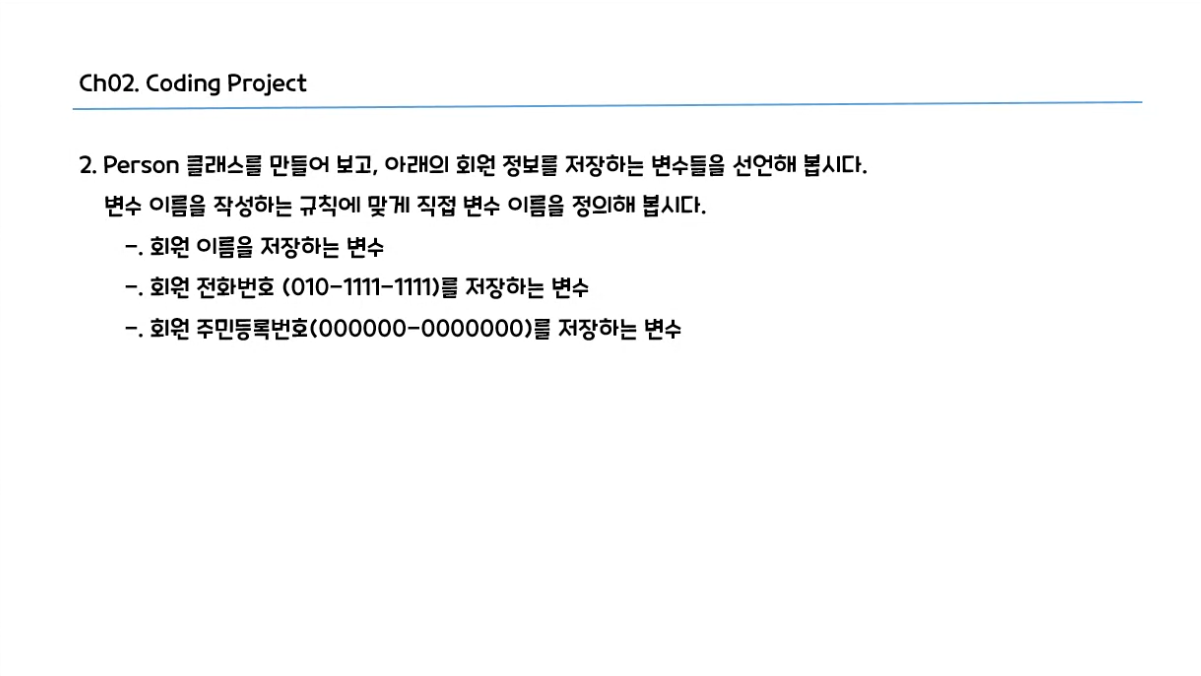 Ch02. Coding Project
2. Person 클래스를 만들어 보고, 아래의 회원 정보를 저장하는 변수들을 선언해 봅시다.
변수 이름을 작성하는 규칙에 맞게 직접 변수 이름을 정의해 봅시다.
-. 회원 이름을 저장하는 변수
-. 회원 전화번호 (010-1111-1111)를 저장하는 변수
-. 회원 주민등록번호(000000-0000000)를 저장하는 변수